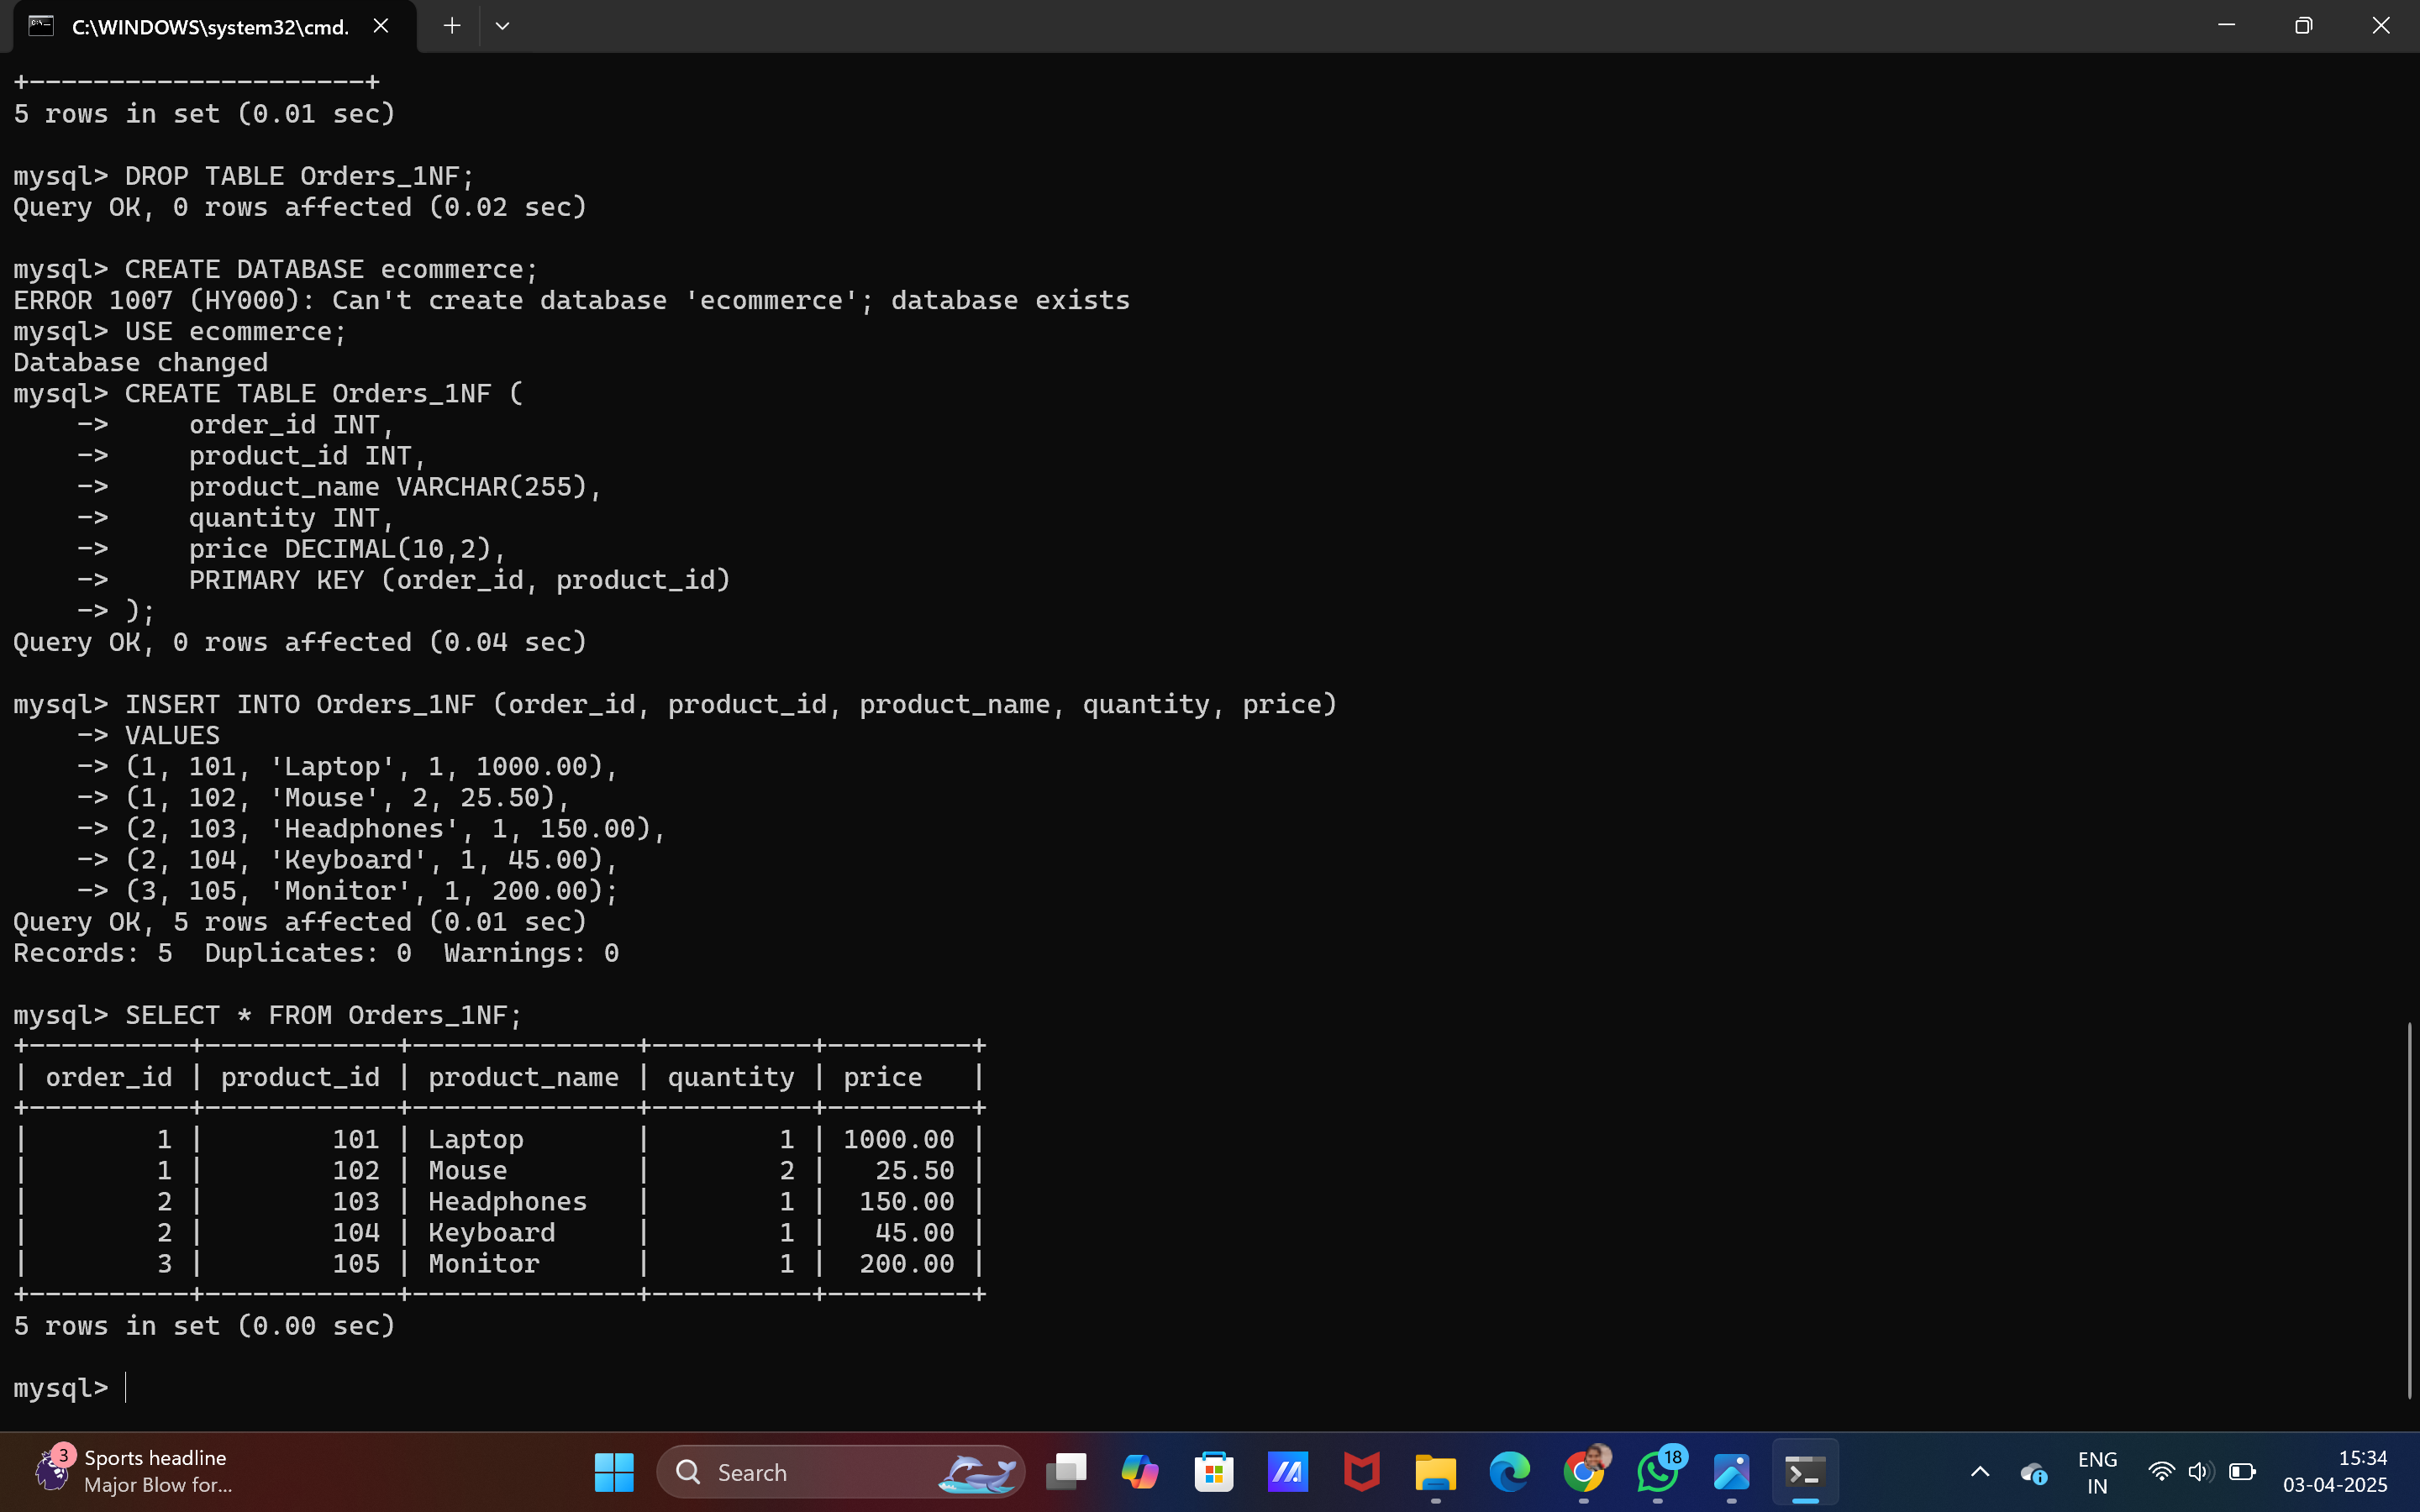 C:\WINDOWS\system32\cmd.
+---------------------+
5 rows in set (0.01 sec)
mysql> DROP TABLE Orders_1NF;
Query OK, 0 rows affected (0.02 sec)
mysql> CREATE DATABASE ecommerce;
ERROR 1007 (HY000): Can't create database 'ecommerce'; database exists
mysql> USE ecommerce;
Database changed
mysql> CREATE TABLE Orders_1NF (
    ->     order_id INT,
    ->     product_id INT,
    ->     product_name VARCHAR(255),
    ->     quantity INT,
    ->     price DECIMAL(10,2),
    ->     PRIMARY KEY (order_id, product_id)
    -> );
Query OK, 0 rows affected (0.04 sec)
mysql> INSERT INTO Orders_1NF (order_id, product_id, product_name, quantity, price)
    -> VALUES
    -> (1, 101, 'Laptop', 1, 1000.00),
    -> (1, 102, 'Mouse', 2, 25.50),
    -> (2, 103, 'Headphones', 1, 150.00),
    -> (2, 104, 'Keyboard', 1, 45.00),
    -> (3, 105, 'Monitor', 1, 200.00);
Query OK, 5 rows affected (0.01 sec)
Records: 5  Duplicates: 0  Warnings: 0
mysql> SELECT * FROM Orders_1NF;
+----------+------------+--------------+----------+---------+
| order_id | product_id | product_name | quantity | price   |
+----------+------------+--------------+----------+---------+
|        1 |        101 | Laptop       |        1 | 1000.00 |
|        1 |        102 | Mouse        |        2 |   25.50 |
|        2 |        103 | Headphones   |        1 |  150.00 |
|        2 |        104 | Keyboard     |        1 |   45.00 |
|        3 |        105 | Monitor      |        1 |  200.00 |
+----------+------------+--------------+----------+---------+
5 rows in set (0.00 sec)
mysql>
3
Sports headline
Major Blow for...
Search
18
ENG
IN
15:34
03-04-2025